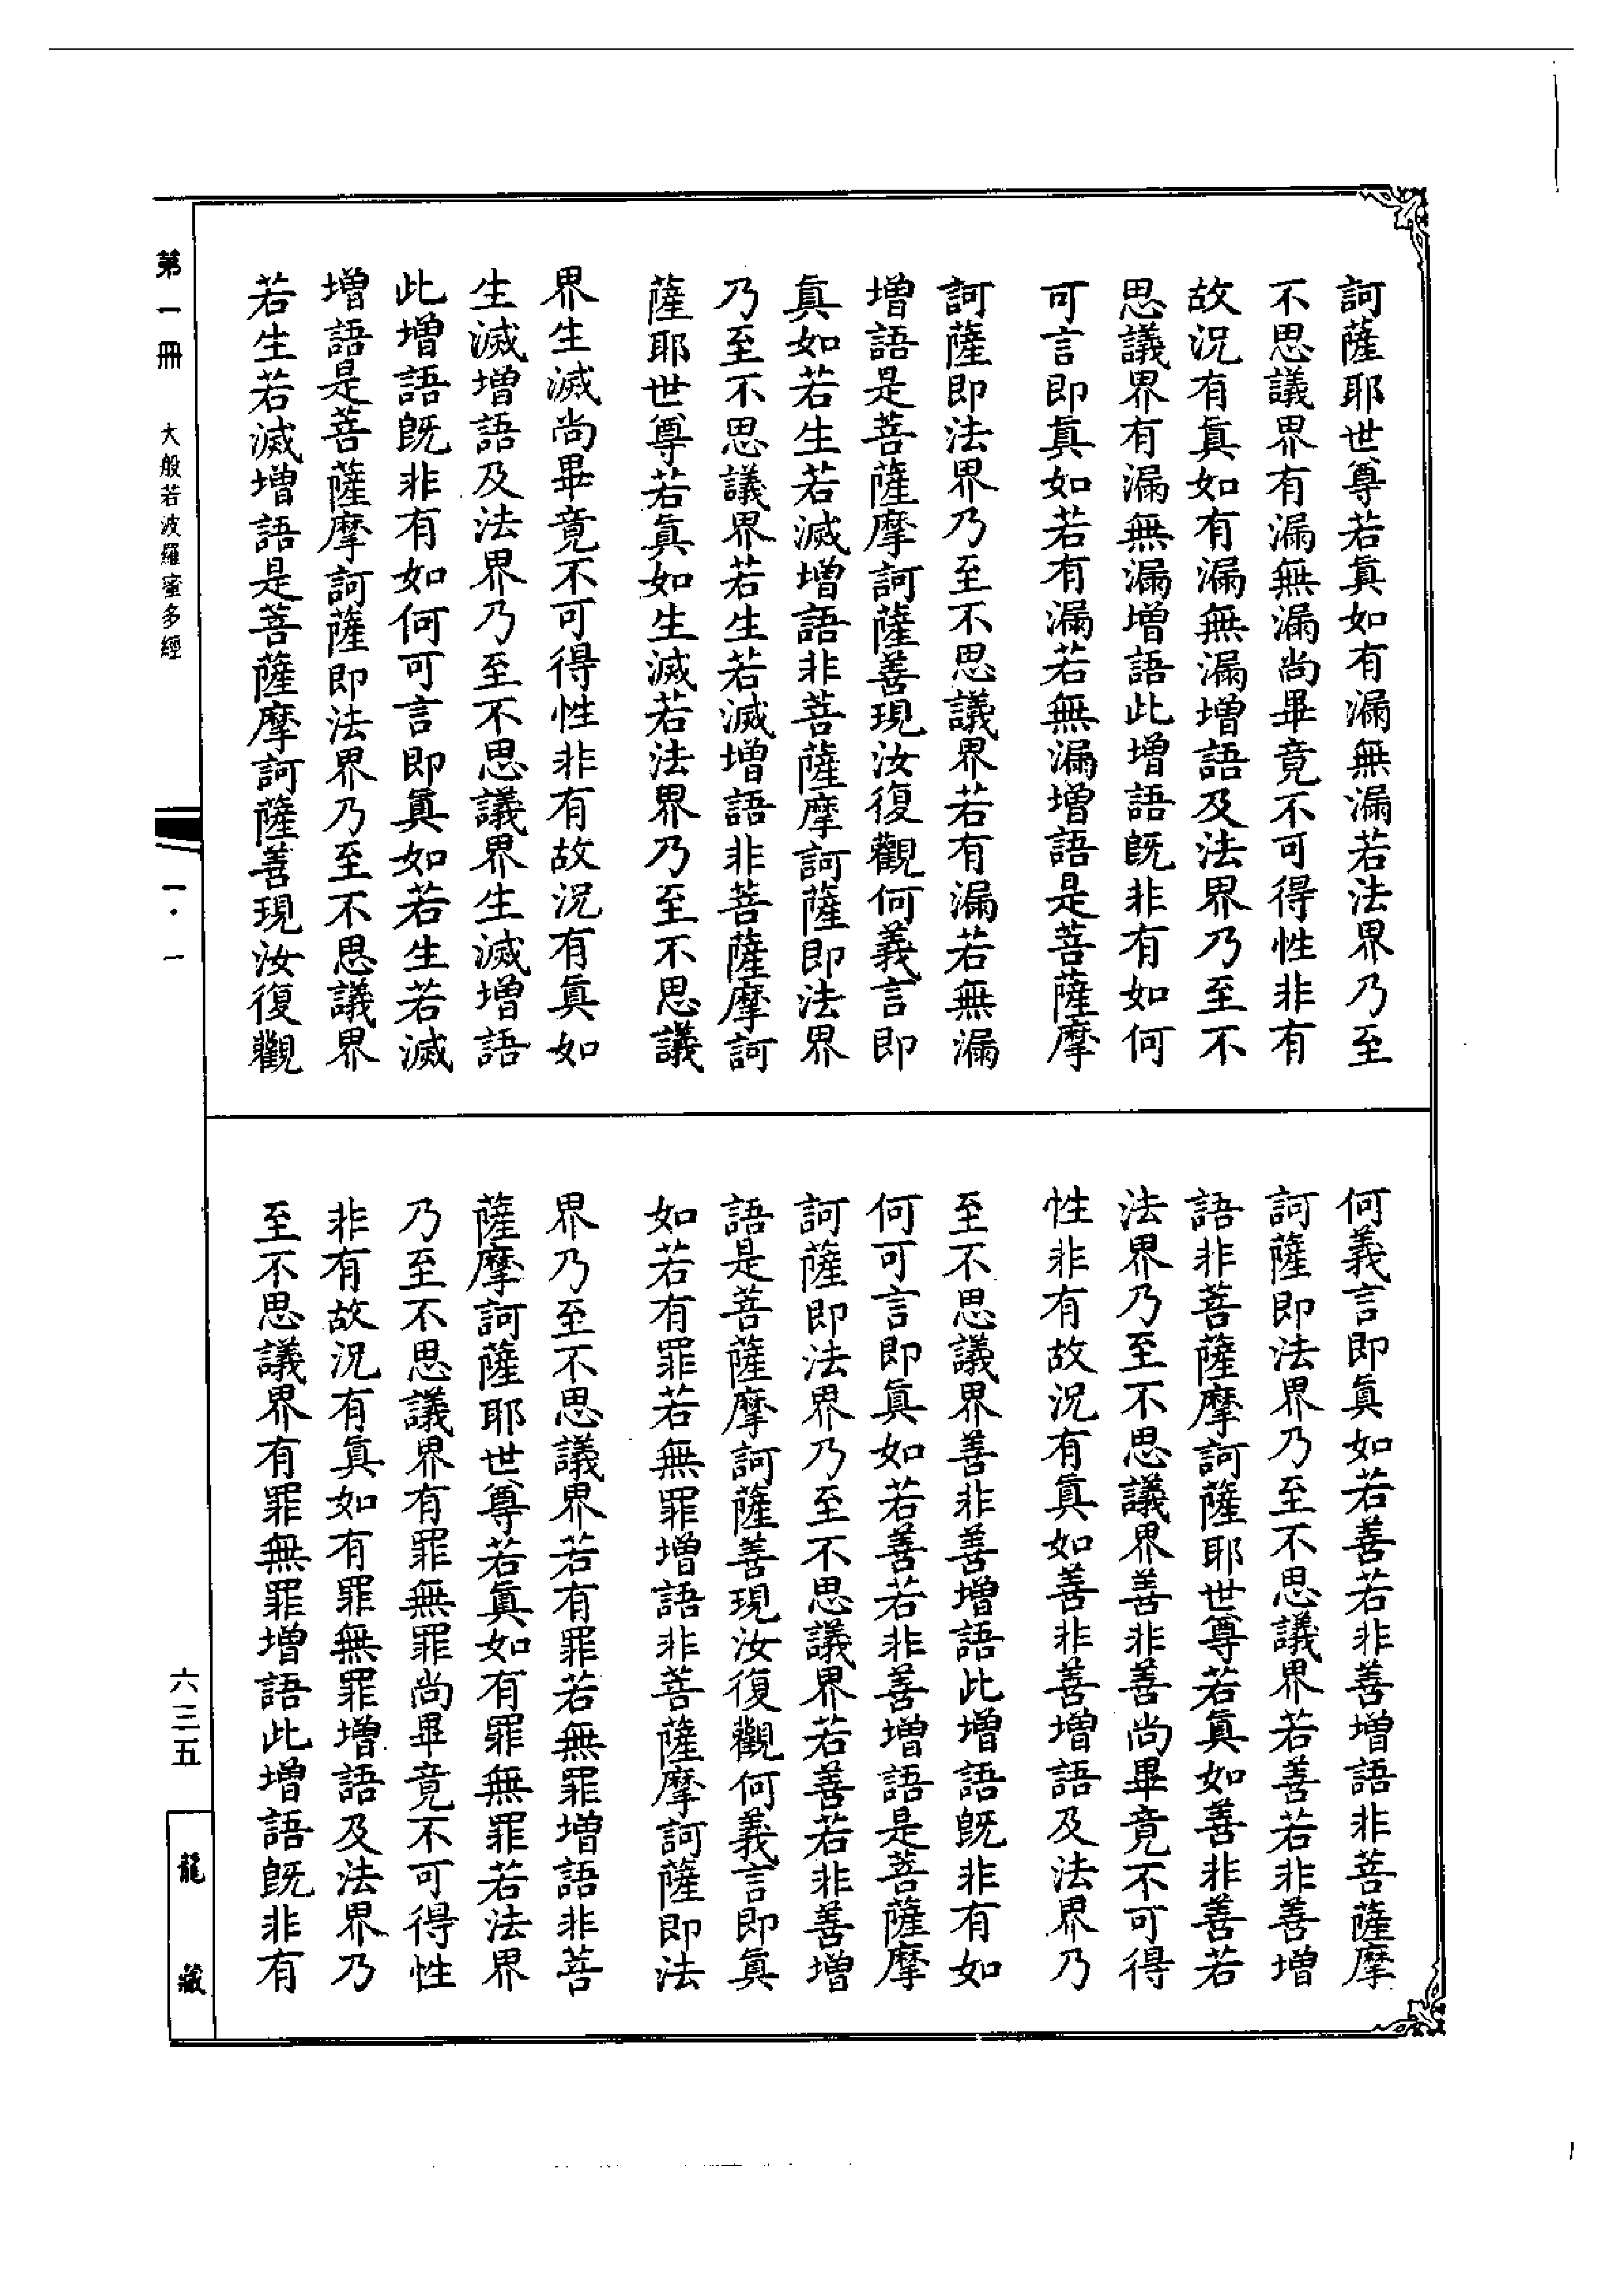 訶薩耶世尊若真如有漏無漏若法界乃至
不思議界有漏無漏尚畢竟不可得性非有
故況有真如有漏無漏增語及法界乃至不
思議界有漏無漏增語此增語既非有如何
可言即真如若有漏若無漏增語是菩薩摩
訶薩即法界乃至不思議界若有漏若無漏
增語是菩薩摩訶薩善現汝復觀何義言即
真如若生若滅增語非菩薩摩訶薩即法界
乃至不思議界若生若滅增語非菩薩摩訶
薩耶世尊若真如生滅若法界乃至不思議
界生滅尚畢竟不可得性非有故況有真如
生滅增語及法界乃至不思議界生滅增語
此增語既非有如何可言即真如若生若滅
增語是菩薩摩訶薩即法界乃至不思議界
若生若滅增語是菩薩摩訶薩善現汝復觀
何義言即真如若善若非善增語非菩薩摩
訶薩即法界乃至不思議界若善若非善增
語非菩薩摩訶薩耶世尊若真如善非善若
法界乃至不思議界善非善尚畢竟不可得
性非有故況有真如善非善增語及法界乃
至不思議界善非善增語此增語既非有如
何可言即真如若善若非善增語是菩薩摩
訶薩即法界乃至不思議界若善若非善增
語是菩薩摩訶薩善現汝復觀何義言即真
如若有罪若無罪增語非菩薩摩訶薩即法
界乃至不思議界若有罪若無罪增語非菩
薩摩訶薩耶世尊若真如有罪無罪若法界
乃至不思議界有罪無罪尚畢竟不可得性
非有故況有真如有罪無罪增語及法界乃
至不思議界有罪無罪增語此增語既非有
第一冊 大般若波羅蜜多經 一·一
六三五
龍藏